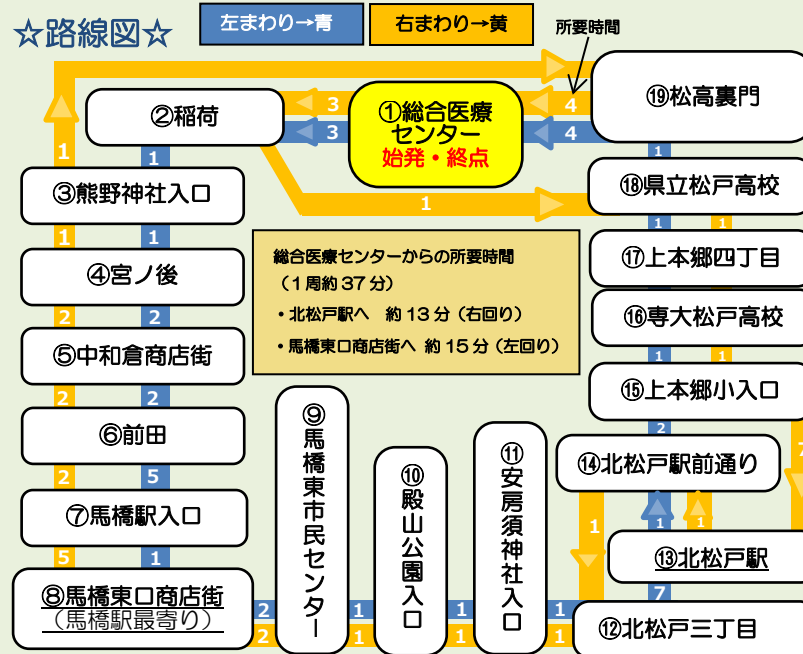 ☆路線図☆
左まわり→青
右まわり→黄
所要時間
①総合医療
センター
始発・終点
3
3
4
4
②稲荷
⑲松高裏門
1
1
1
③熊野神社入口
⑱県立松戸高校
1
1
1
1
1
④宮ノ後
総合医療センターからの所要時間
（１周約37分）
・北松戸駅へ 約13分（右回り）
・馬橋東口商店街へ 約15分（左回り）
⑰上本郷四丁目
⑯専大松戸高校
2
2
1
1
⑤中和倉商店街
⑮上本郷小入口
2
2
2
7
⑥前田
⑭北松戸駅前通り
2
5
1
1
1
⑦馬橋駅入口
⑬北松戸駅
5
1
7
⑧馬橋東口商店街
（馬橋駅最寄り）
2
2
⑨馬橋東市民センター
1
1
⑩殿山公園入口
1
1
⑪安房須神社入口
1
1
⑫北松戸三丁目